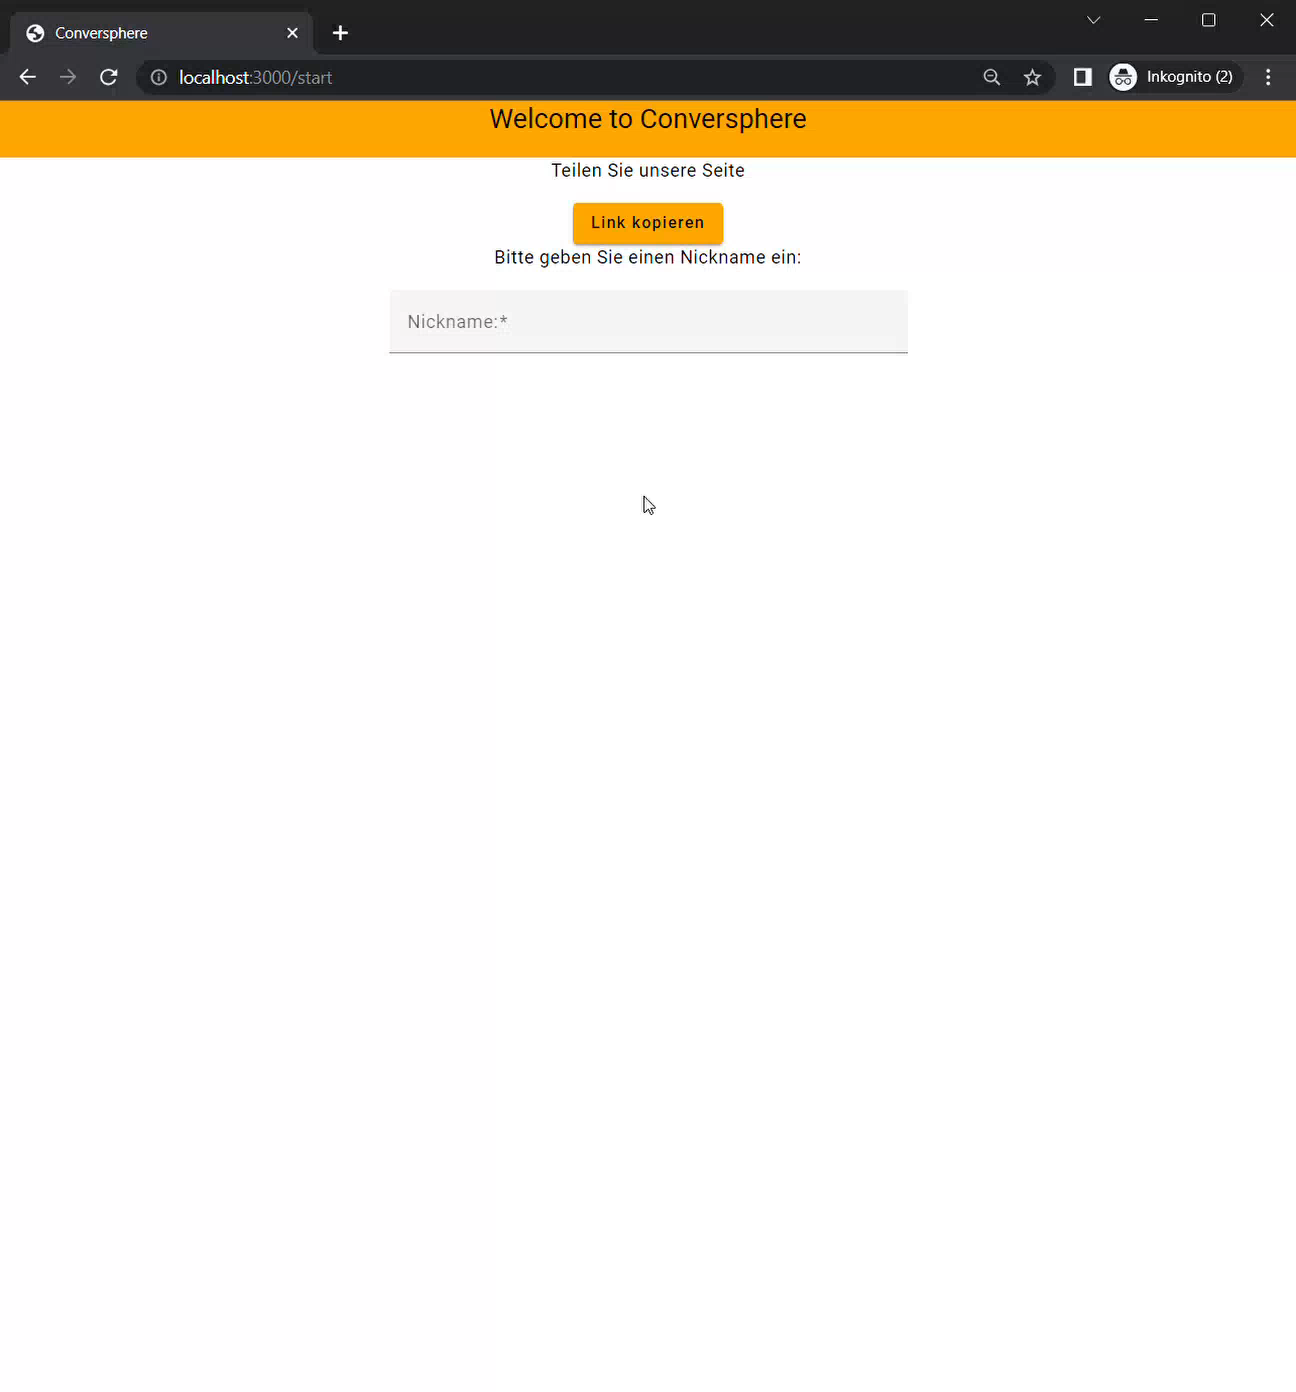 Conversphere
localhost:3000/start
Inkognito (2)
Welcome to Conversphere
Teilen Sie unsere Seite
Link kopieren
Bitte geben Sie einen Nickname ein:
Nickname:*